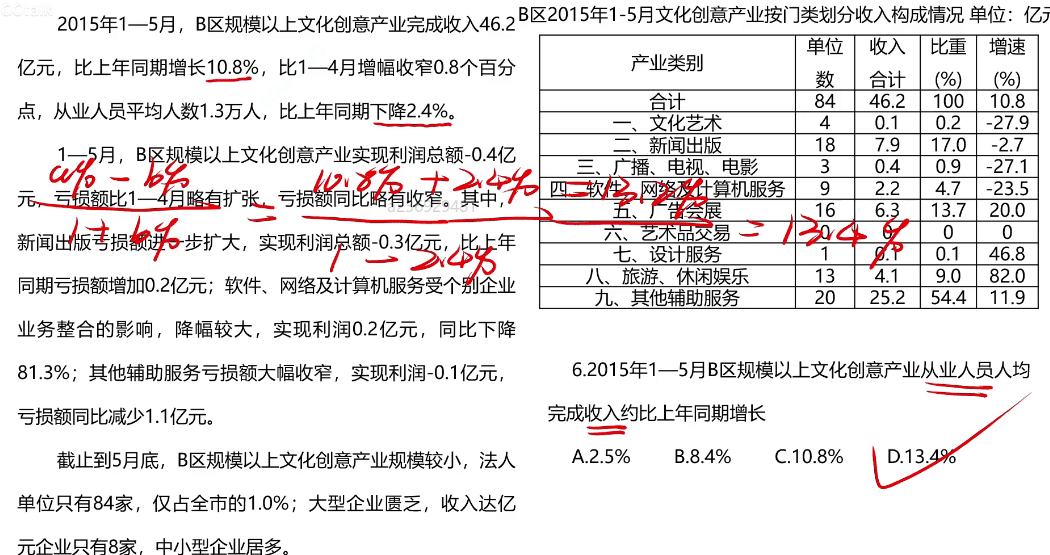 CCtalk
2015年1—5月，B区规模以上文化创意产业完成收入46.2
亿元，比上年同期增长10.8%，比1—4月增幅收窄0.8个百分
点，从业人员平均人数1.3万人，比上年同期下降2.4%。
1—5月，B区规模以上文化创意产业实现利润总额-0.4亿
元，亏损额比1—4月略有扩张，亏损额同比略有收窄。其中，
新闻出版亏损额进一步扩大，实现利润总额-0.3亿元，比上年
同期亏损额增加0.2亿元；软件、网络及计算机服务受个别企业
业务整合的影响，降幅较大，实现利润0.2亿元，同比下降
81.3%；其他辅助服务亏损额大幅收窄，实现利润-0.1亿元，
亏损额同比减少1.1亿元。
截止到5月底，B区规模以上文化创意产业规模较小，法人
单位只有84家，仅占全市的1.0%；大型企业匮乏，收入达亿
元企业只有8家，中小型企业居多。
a% - b%
1 + b%
=
10.8% + 2.4%
1 - 2.4%
= 13.2%
= 13.4%
B区2015年1-5月文化创意产业按门类划分收入构成情况 单位：亿元
产业类别 单位数 收入合计 比重(%) 增速(%)
合计 84 46.2 100 10.8
一、文化艺术 4 0.1 0.2 -27.9
二、新闻出版 18 7.9 17.0 -2.7
三、广播、电视、电影 3 0.4 0.9 -27.1
四、软件、网络及计算机服务 9 2.2 4.7 -23.5
五、广告会展 16 6.3 13.7 20.0
六、艺术品交易 0 0 0 0
七、设计服务 1 0.1 0.1 46.8
八、旅游、休闲娱乐 13 4.1 9.0 82.0
九、其他辅助服务 20 25.2 54.4 11.9
6.2015年1—5月B区规模以上文化创意产业从业人员人均
完成收入约比上年同期增长
A.2.5% B.8.4% C.10.8% D.13.4%